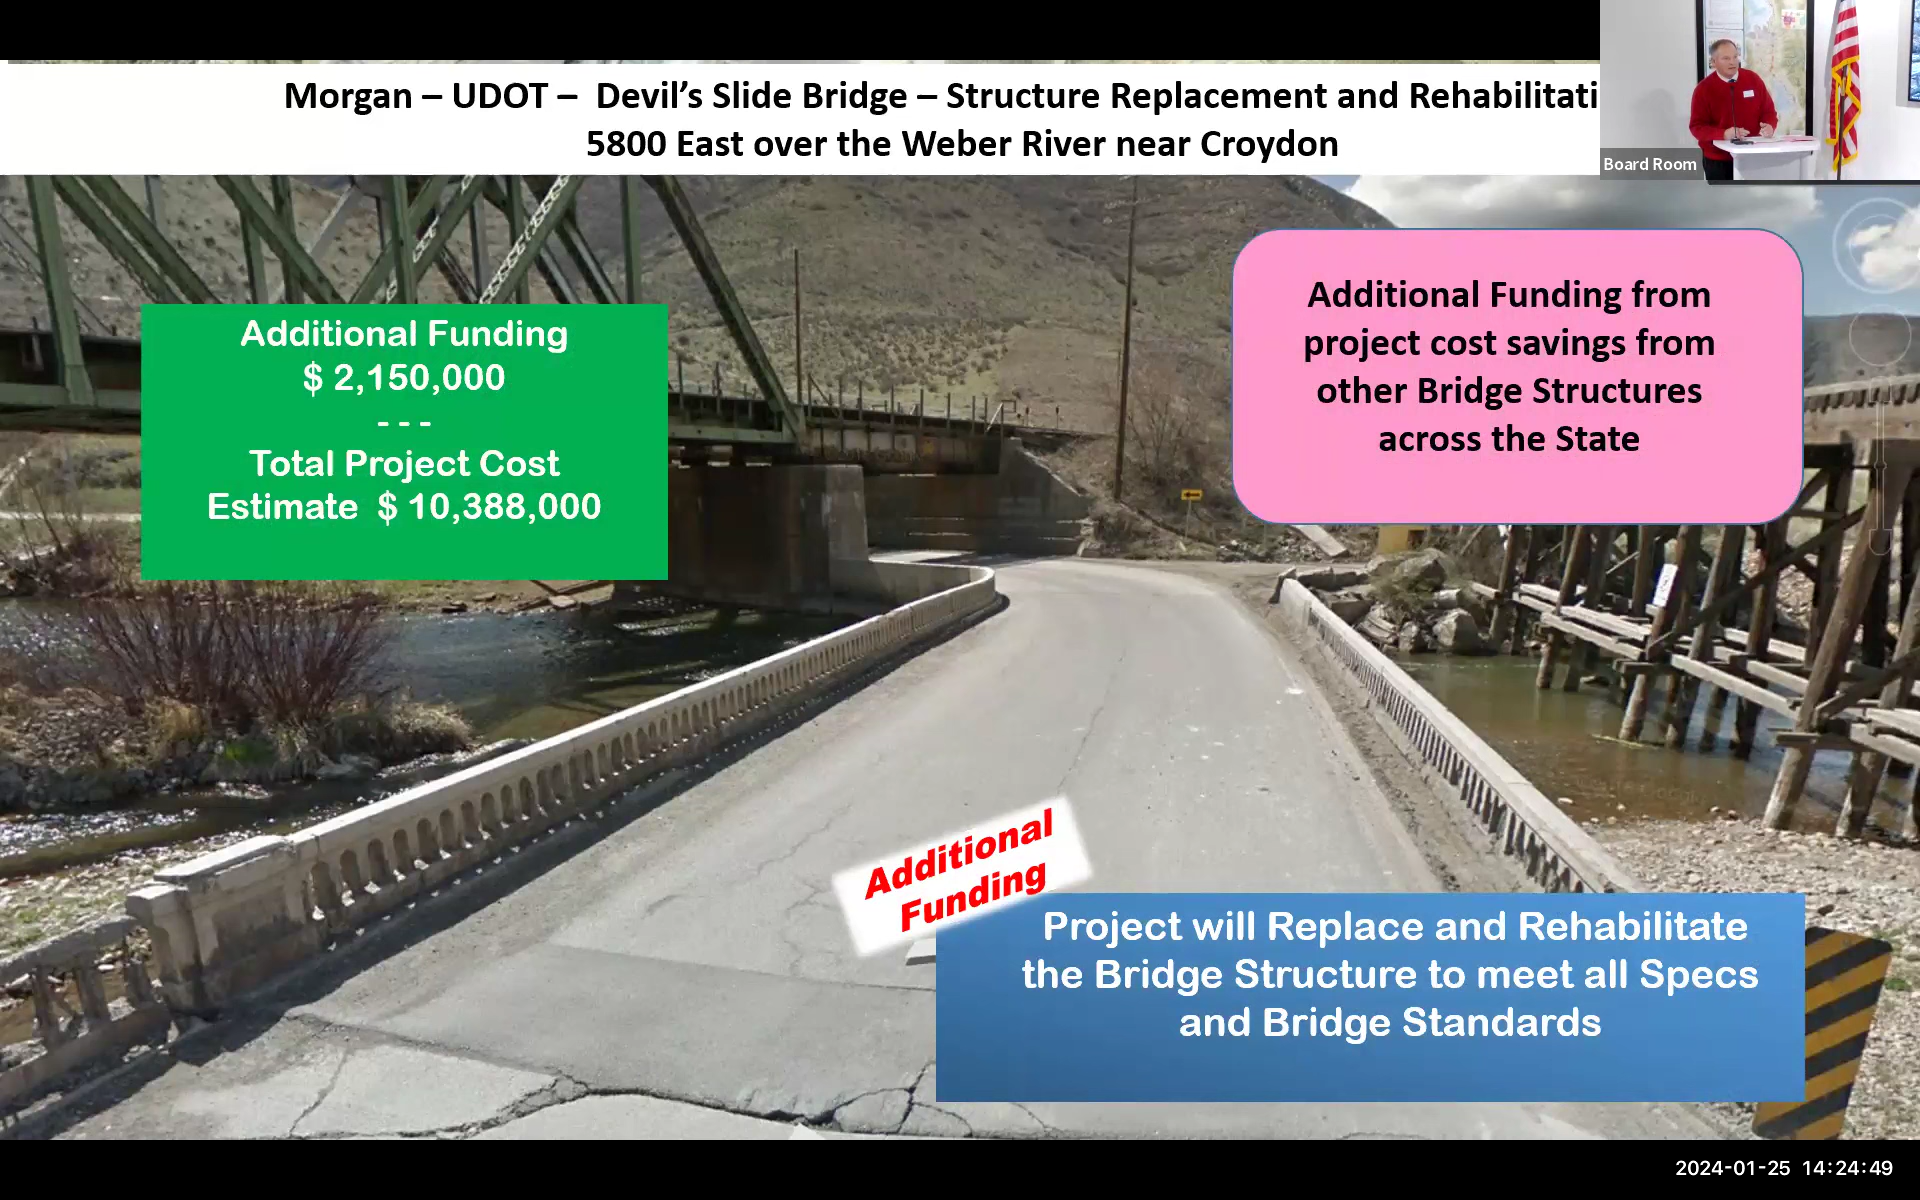 Morgan – UDOT – Devil's Slide Bridge – Structure Replacement and Rehabilitati
5800 East over the Weber River near Croydon
Board Room
Additional Funding
$ 2,150,000
- - -
Total Project Cost
Estimate $ 10,388,000
Additional Funding from
project cost savings from
other Bridge Structures
across the State
Additional
Funding
Project will Replace and Rehabilitate
the Bridge Structure to meet all Specs
and Bridge Standards
2024-01-25 14:24:49